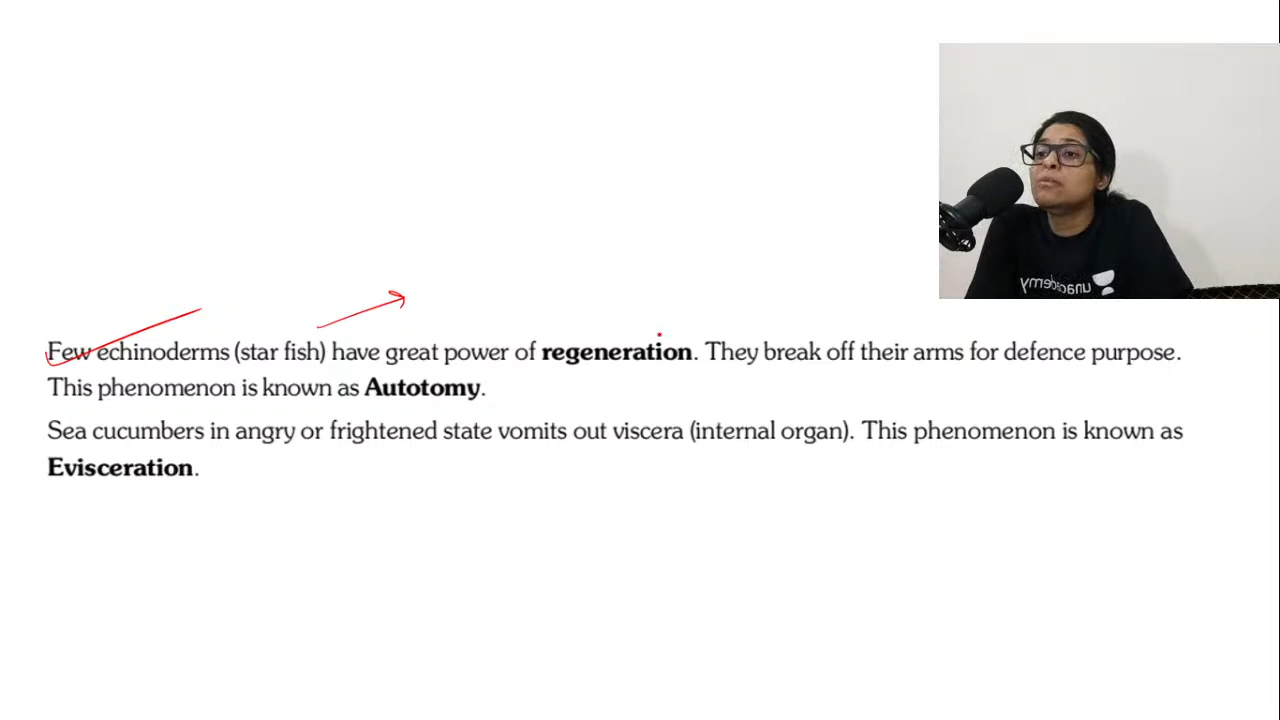 unacademy
Few echinoderms (star fish) have great power of regeneration. They break off their arms for defence purpose.
This phenomenon is known as Autotomy.
Sea cucumbers in angry or frightened state vomits out viscera (internal organ). This phenomenon is known as
Evisceration.